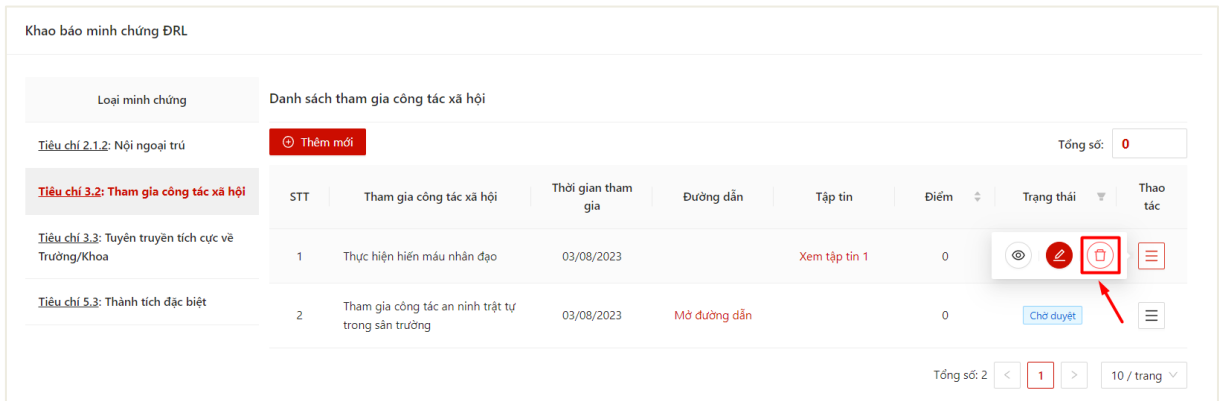 Khao báo minh chứng ĐRL
Loại minh chứng
Tiêu chí 2.1.2: Nội ngoại trú
Tiêu chí 3.2: Tham gia công tác xã hội
Tiêu chí 3.3: Tuyên truyền tích cực về
Trường/Khoa
Tiêu chí 5.3: Thành tích đặc biệt
Danh sách tham gia công tác xã hội
Thêm mới
Tổng số: 0
STT Tham gia công tác xã hội Thời gian tham gia Đường dẫn Tập tin Điểm Trạng thái Thao tác
1 Thực hiện hiến máu nhân đạo 03/08/2023 Xem tập tin 1 0
2 Tham gia công tác an ninh trật tự
trong sân trường 03/08/2023 Mở đường dẫn 0 Chờ duyệt
Tổng số: 2 < 1 > 10 / trang